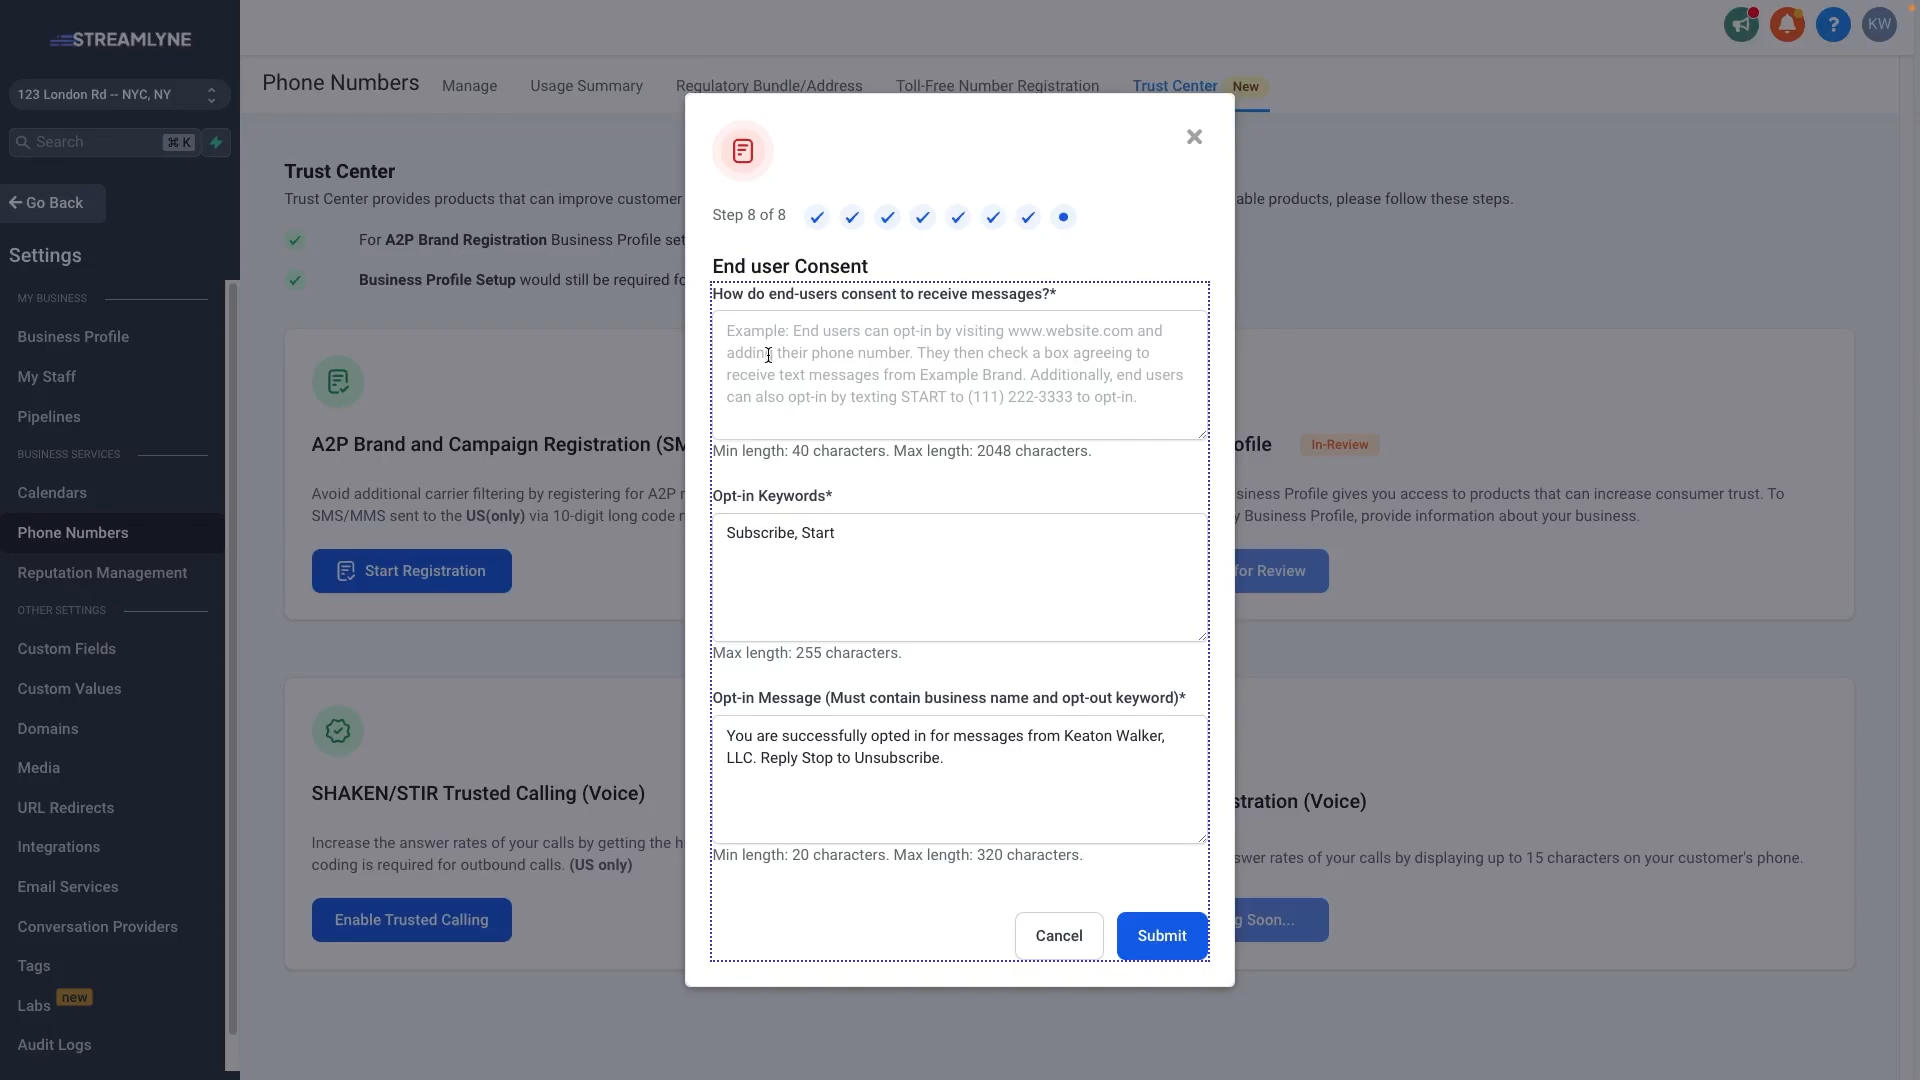 STREAMLYNE
123 London Rd -- NYC, NY
Search
⌘ K
Go Back
Settings
MY BUSINESS
Business Profile
My Staff
Pipelines
BUSINESS SERVICES
Calendars
Phone Numbers
Reputation Management
OTHER SETTINGS
Custom Fields
Custom Values
Domains
Media
URL Redirects
Integrations
Email Services
Conversation Providers
Tags
Labs new
Audit Logs
Phone Numbers Manage Usage Summary Regulatory Bundle/Address Toll-Free Number Registration Trust Center New
?
KW
Trust Center
Trust Center provides products that can improve customer
able products, please follow these steps.
For A2P Brand Registration Business Profile set
Business Profile Setup would still be required fo
A2P Brand and Campaign Registration (SM
Avoid additional carrier filtering by registering for A2P
SMS/MMS sent to the US(only) via 10-digit long code
Start Registration
ofile In-Review
siness Profile gives you access to products that can increase consumer trust. To
y Business Profile, provide information about your business.
for Review
SHAKEN/STIR Trusted Calling (Voice)
Increase the answer rates of your calls by getting the h
coding is required for outbound calls. (US only)
Enable Trusted Calling
stration (Voice)
swer rates of your calls by displaying up to 15 characters on your customer's phone.
g Soon...
Step 8 of 8
End user Consent
How do end-users consent to receive messages?*
Example: End users can opt-in by visiting www.website.com and
adding their phone number. They then check a box agreeing to
receive text messages from Example Brand. Additionally, end users
can also opt-in by texting START to (111) 222-3333 to opt-in.
Min length: 40 characters. Max length: 2048 characters.
Opt-in Keywords*
Subscribe, Start
Max length: 255 characters.
Opt-in Message (Must contain business name and opt-out keyword)*
You are successfully opted in for messages from Keaton Walker,
LLC. Reply Stop to Unsubscribe.
Min length: 20 characters. Max length: 320 characters.
Cancel
Submit